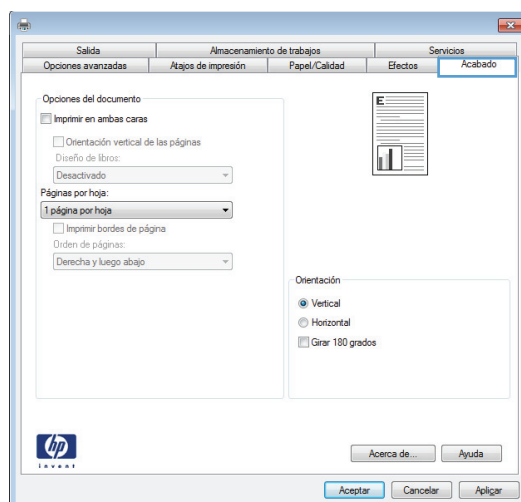 Salida Almacenamiento de trabajos Servicios
Opciones avanzadas Atajos de impresión Papel/Calidad Efectos Acabado
Opciones del documento
Imprimir en ambas caras
Orientación vertical de las páginas
Diseño de libros:
Desactivado
Páginas por hoja:
1 página por hoja
Imprimir bordes de página
Orden de páginas:
Derecha y luego abajo
E
Orientación
Vertical
Horizontal
Girar 180 grados
hp
invent
Acerca de... Ayuda
Aceptar Cancelar Aplicar